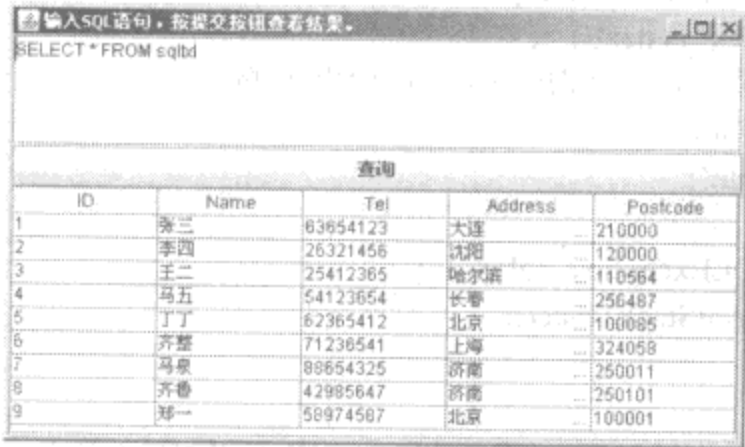 输入SQL语句，按提交按钮查看结果。
SELECT * FROM sqltxl
查询
ID Name Tel Address Postcode
1 张三 63654123 大连 ... 210000
2 李四 26321456 沈阳 ... 120000
3 王二 25412365 哈尔滨 ... 110564
4 马五 54123654 长春 ... 256487
5 丁丁 62365412 北京 ... 100085
6 齐整 71236541 上海 ... 324058
7 马泉 88654325 济南 ... 250011
8 齐鲁 42985647 济南 ... 250101
9 郑一 58974587 北京 ... 100001